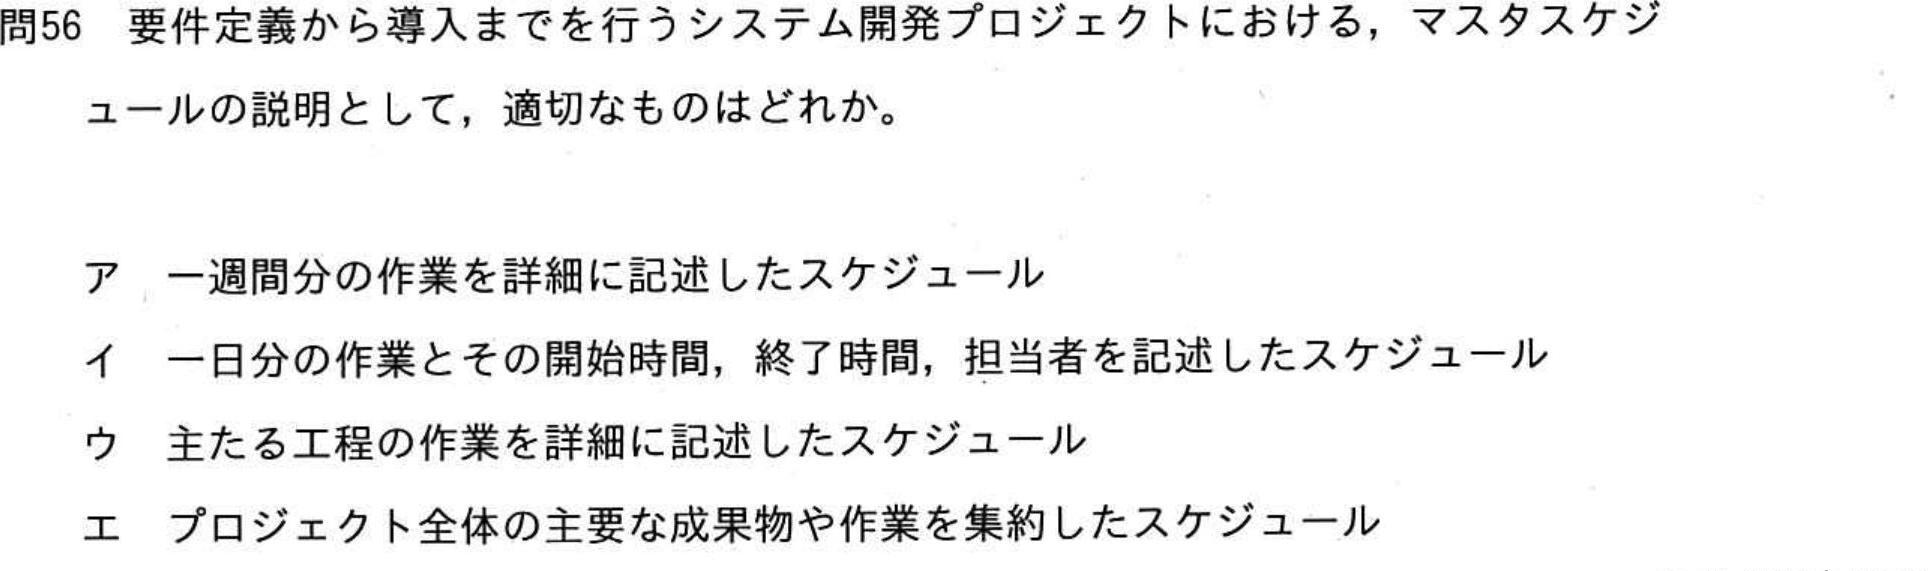 問56 要件定義から導入までを行うシステム開発プロジェクトにおける，マスタスケジ
ュールの説明として，適切なものはどれか。
ア 一週間分の作業を詳細に記述したスケジュール
イ 一日分の作業とその開始時間，終了時間，担当者を記述したスケジュール
ウ 主たる工程の作業を詳細に記述したスケジュール
エ プロジェクト全体の主要な成果物や作業を集約したスケジュール